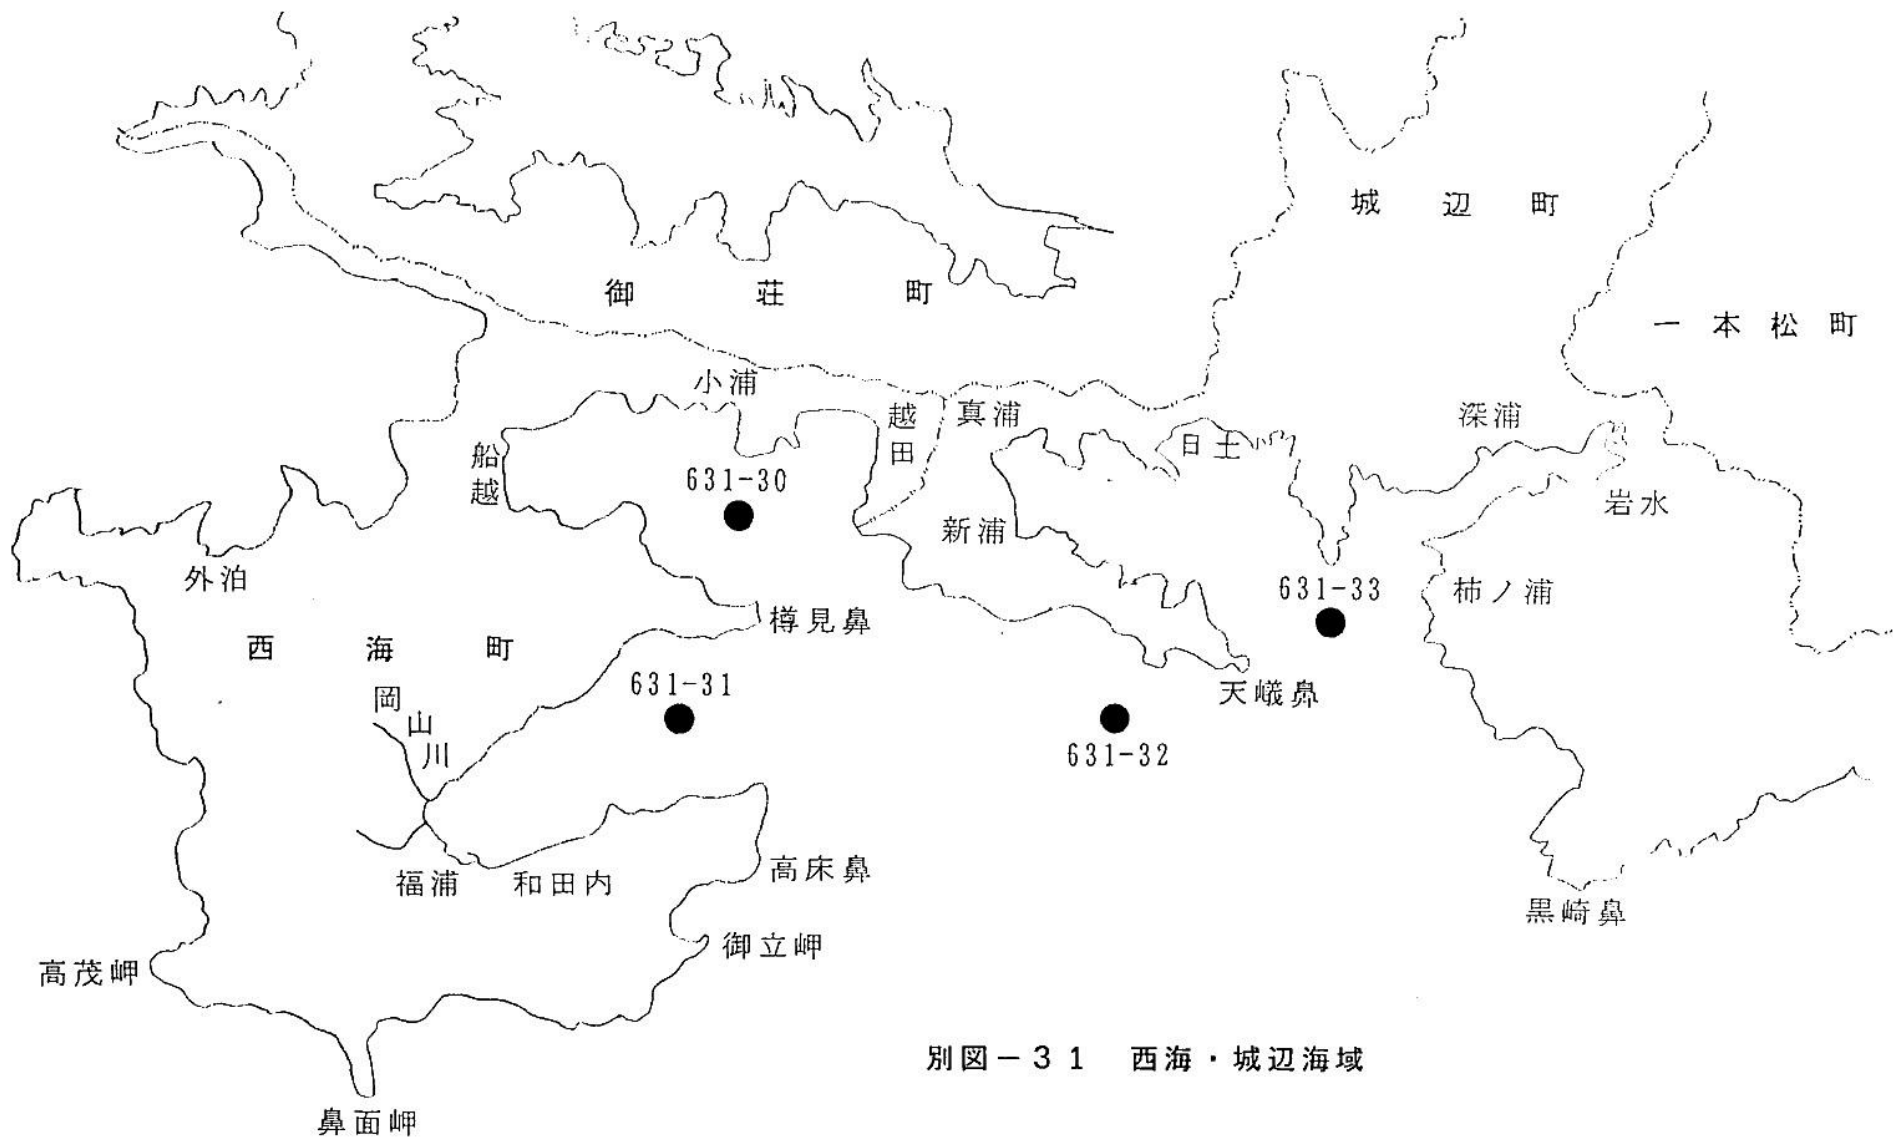 城辺町
御荘町
一本松町
小浦
越田
真浦
深浦
日土
船越
631-30
岩水
新浦
外泊
631-33
柿ノ浦
樽見鼻
西海町
631-31
岡山川
天嶬鼻
631-32
高床鼻
福浦
和田内
黒崎鼻
御立岬
高茂岬
別図－31 西海・城辺海域
鼻面岬